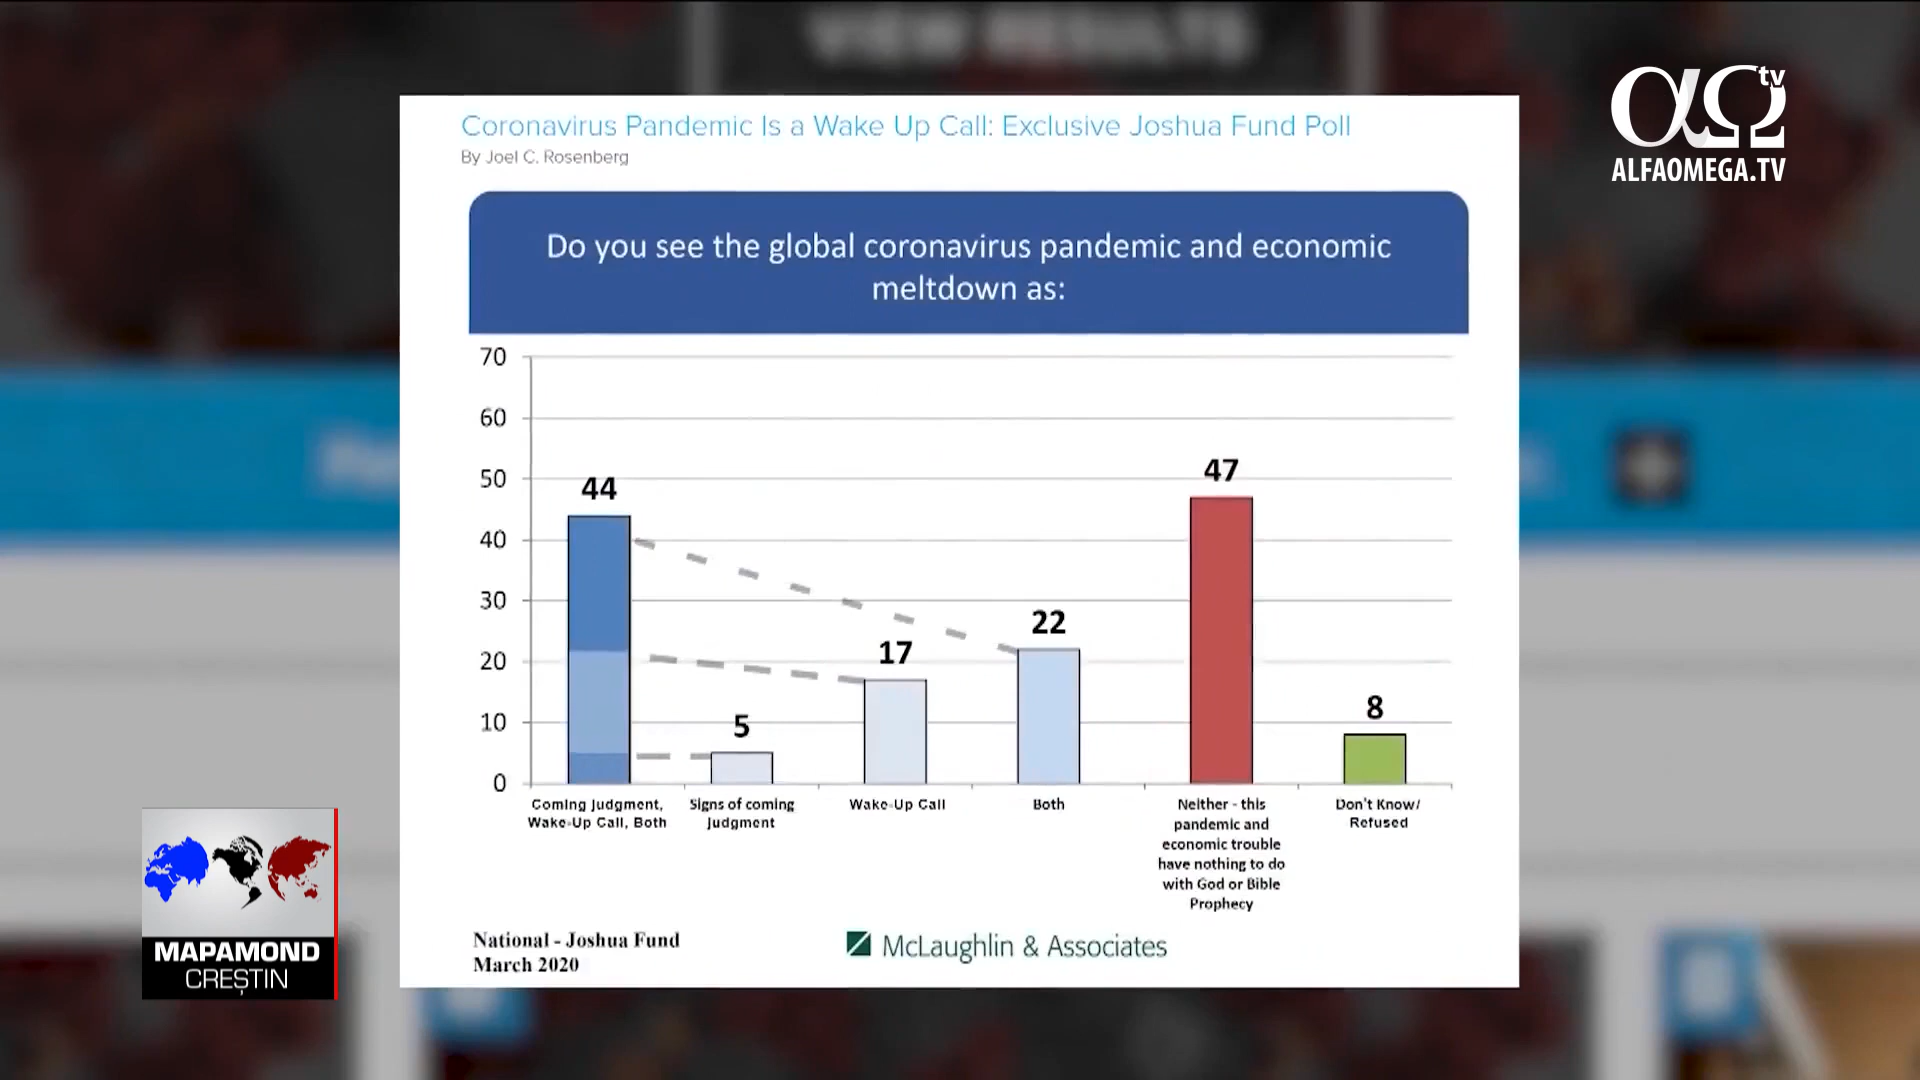 VIEW RESULTS
tv
αΩ
ALFAOMEGA.TV
Coronavirus Pandemic Is a Wake Up Call: Exclusive Joshua Fund Poll
By Joel C. Rosenberg
Do you see the global coronavirus pandemic and economic
meltdown as:
70
60
50
40
30
20
10
0
44
5
17
22
47
8
Coming Judgment,
Wake-Up Call, Both
Signs of coming
Judgment
Wake-Up Call
Both
Neither - this
pandemic and
economic trouble
have nothing to do
with God or Bible
Prophecy
Don't Know/
Refused
National - Joshua Fund
March 2020
McLaughlin & Associates
MAPAMOND
CREȘTIN